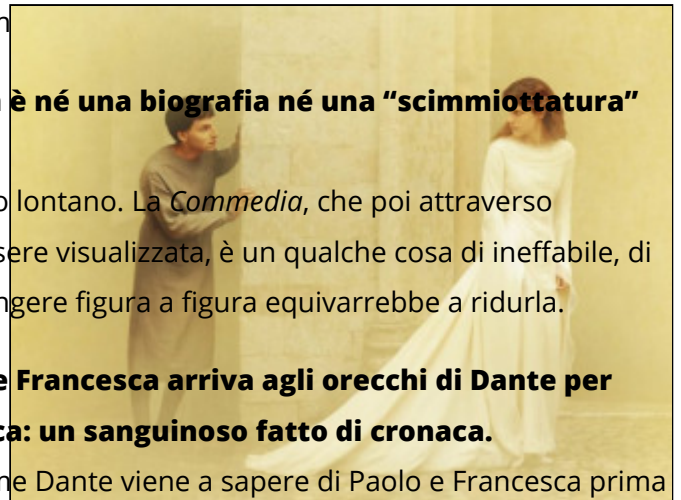 n
è né una biografia né una “scimmiottatura”
lontano. La Commedia, che poi attraverso
sere visualizzata, è un qualche cosa di ineffabile, di
ngere figura a figura equivarrebbe a ridurla.
e Francesca arriva agli orecchi di Dante per
ca: un sanguinoso fatto di cronaca.
ne Dante viene a sapere di Paolo e Francesca prima